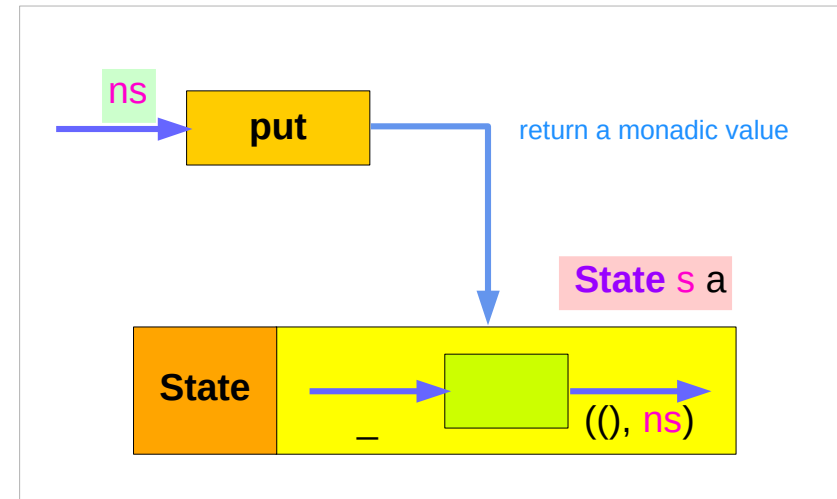 ns
put
return a monadic value
State s a
State
_
((), ns)